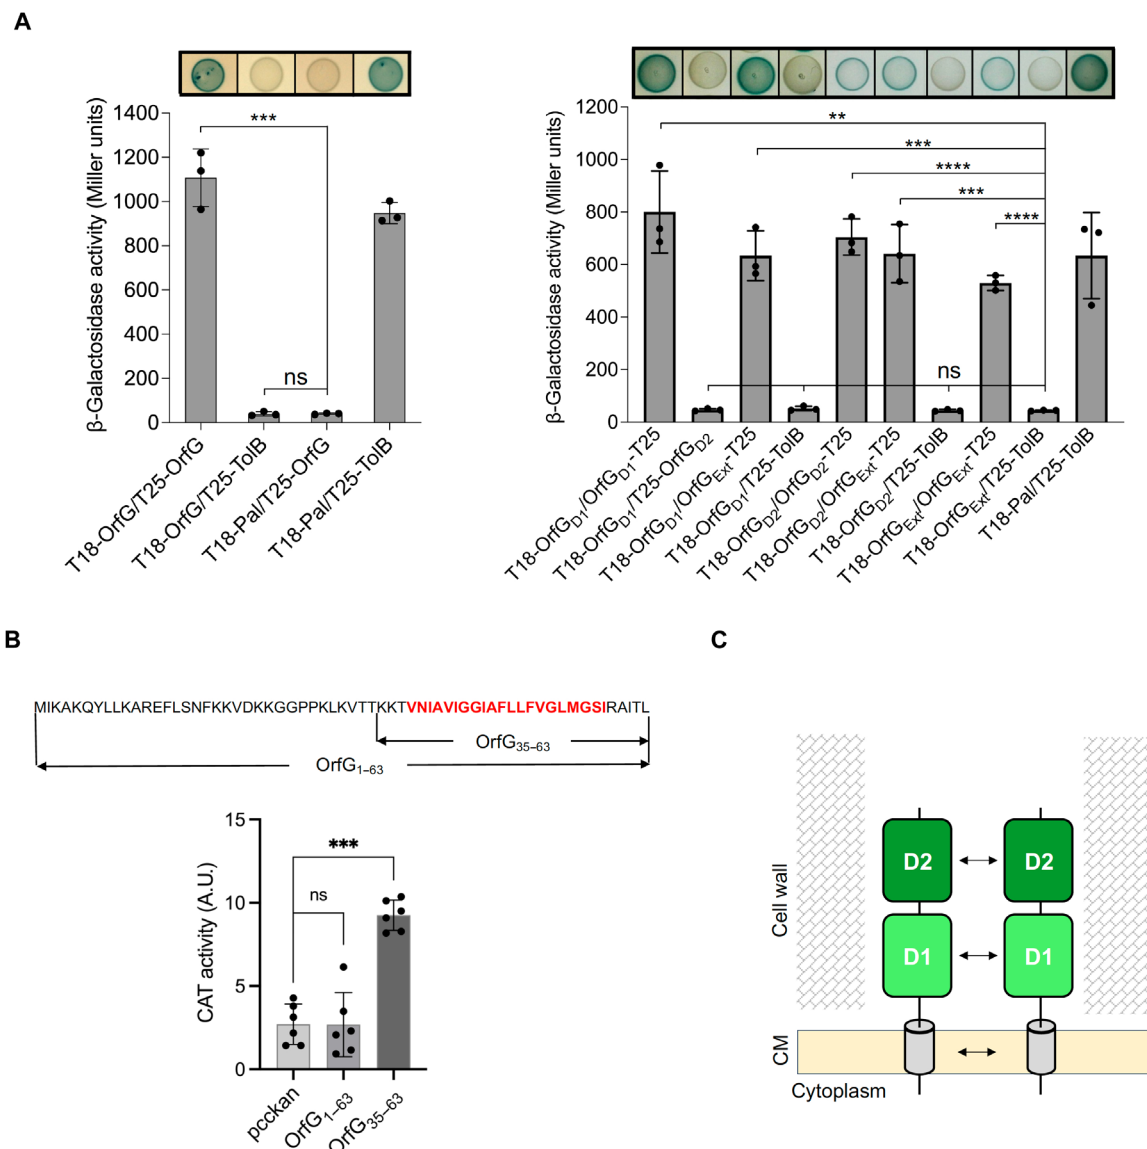 A
β-Galactosidase activity (Miller units)
1400
1200
1000
800
600
400
200
0
***
ns
T18-OrfG/T25-OrfG
T18-OrfG/T25-TolB
T18-Pal/T25-OrfG
T18-Pal/T25-TolB
β-Galactosidase activity (Miller units)
1200
1000
800
600
400
200
0
**
***
****
***
****
ns
T18-OrfGD1/OrfGD1-T25
T18-OrfGD1/T25-OrfGD2
T18-OrfGD1/OrfGExt-T25
T18-OrfGD1/T25-TolB
T18-OrfGD2/OrfGD2-T25
T18-OrfGD2/OrfGExt-T25
T18-OrfGD2/T25-TolB
T18-OrfGExt/OrfGExt-T25
T18-OrfGExt/T25-TolB
T18-Pal/T25-TolB
B
MIKAKQYLLKAREFLSNFKKVDKKGGPPKLKVTTKKTVNIAVIGGIAFLLFVGLMGSIRAITL
OrfG35–63
OrfG1–63
CAT activity (A.U.)
15
10
5
0
***
ns
pcckan
OrfG1–63
OrfG35–63
C
Cell wall
D2
D2
D1
D1
CM
Cytoplasm